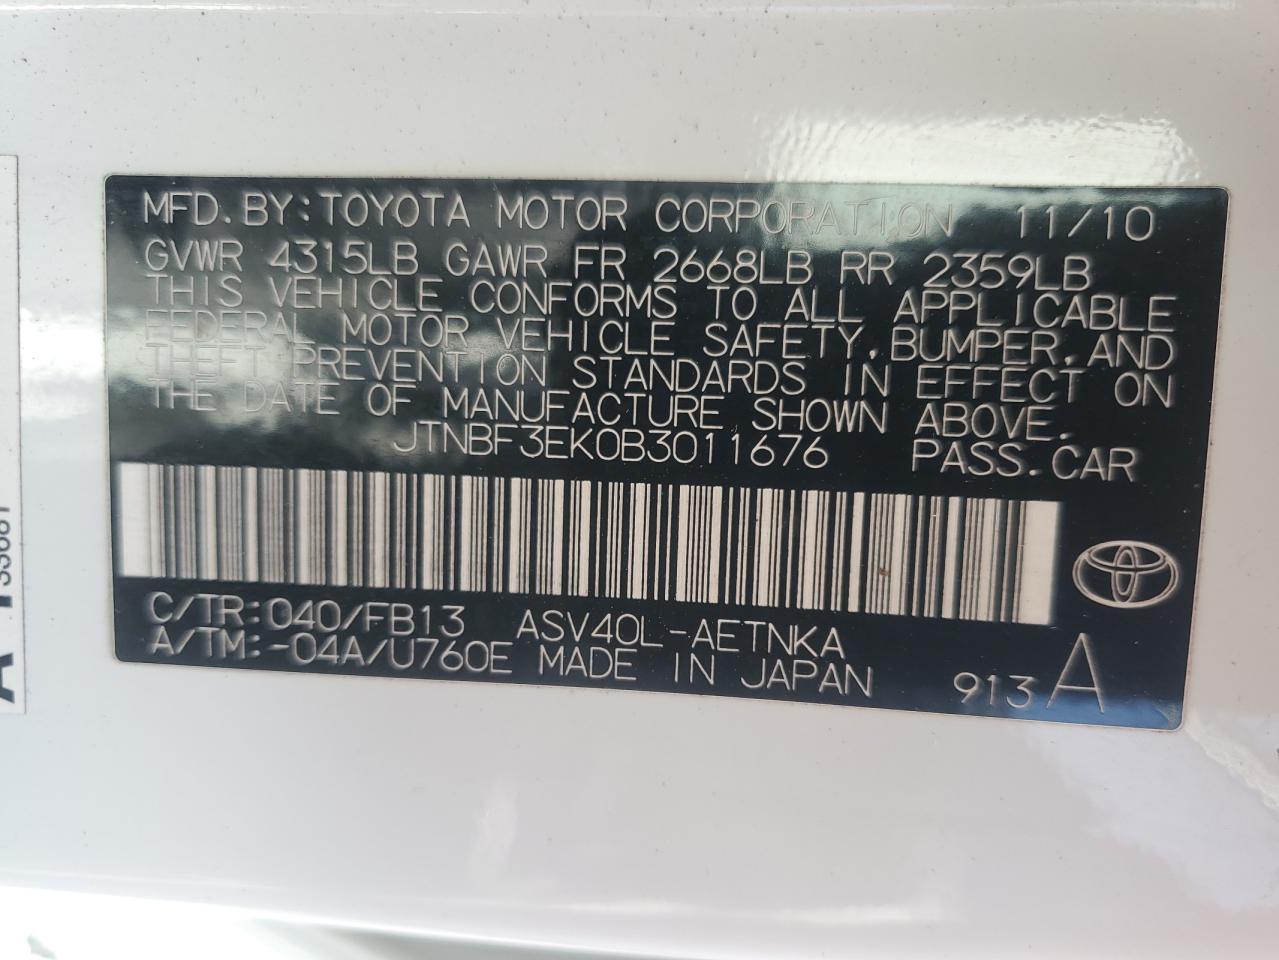 MFD.BY:TOYOTA MOTOR CORPORATION 11/10
GVWR 4315LB GAWR FR 2668LB RR 2359LB
THIS VEHICLE CONFORMS TO ALL APPLICABLE
FEDERAL MOTOR VEHICLE SAFETY,BUMPER,AND
THEFT PREVENTION STANDARDS IN EFFECT ON
THE DATE OF MANUFACTURE SHOWN ABOVE.
JTNBF3EK0B3011676 PASS.CAR
C/TR:040/FB13 ASV40L-AETNKA
A/TM:-04A/U760E MADE IN JAPAN 913 A